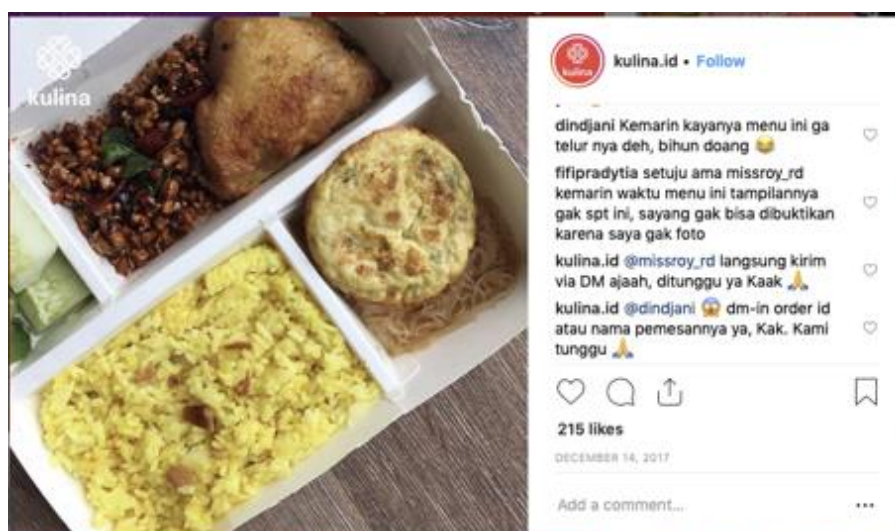 kulina
kulina
kulina.id • Follow
dindjani Kemarin kayanya menu ini ga
telur nya deh, bihun doang 😂
fifipradytia setuju ama missroy_rd
kemarin waktu menu ini tampilannya
gak spt ini, sayang gak bisa dibuktikan
karena saya gak foto
kulina.id @missroy_rd langsung kirim
via DM ajaah, ditunggu ya Kaak 🙏
kulina.id @dindjani 😱 dm-in order id
atau nama pemesannya ya, Kak. Kami
tunggu 🙏
215 likes
DECEMBER 14, 2017
Add a comment...